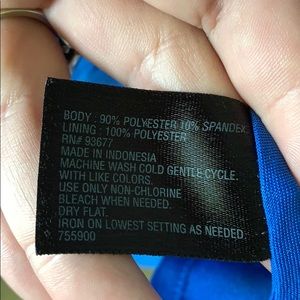 BODY : 90% POLYESTER 10% SPANDEX
LINING : 100% POLYESTER
RN# 93677
MADE IN INDONESIA
MACHINE WASH COLD GENTLE CYCLE.
WITH LIKE COLORS.
USE ONLY NON-CHLORINE
BLEACH WHEN NEEDED.
DRY FLAT.
IRON ON LOWEST SETTING AS NEEDED.
755900